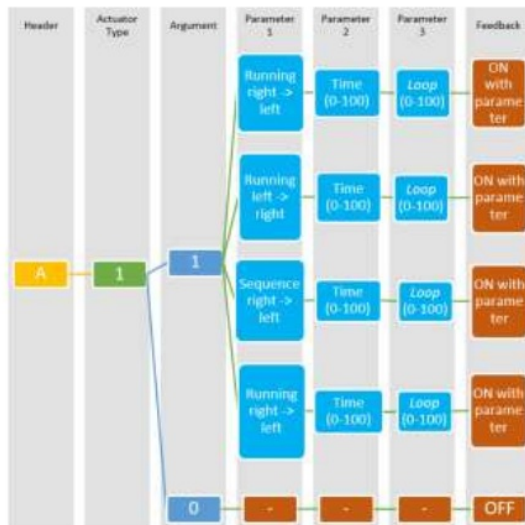 Header
Actuator
Type
Argument
Parameter
1
Parameter
2
Parameter
3
Feedback
Running
right ->
left
Time
(0-100)
Loop
(0-100)
ON
with
parame
ter
Running
left ->
right
Time
(0-100)
Loop
(0-100)
ON with
parame
ter
A
1
1
Sequence
right ->
left
Time
(0-100)
Loop
(0-100)
ON with
parame
ter
Running
right ->
left
Time
(0-100)
Loop
(0-100)
ON with
parame
ter
0
-
-
-
OFF